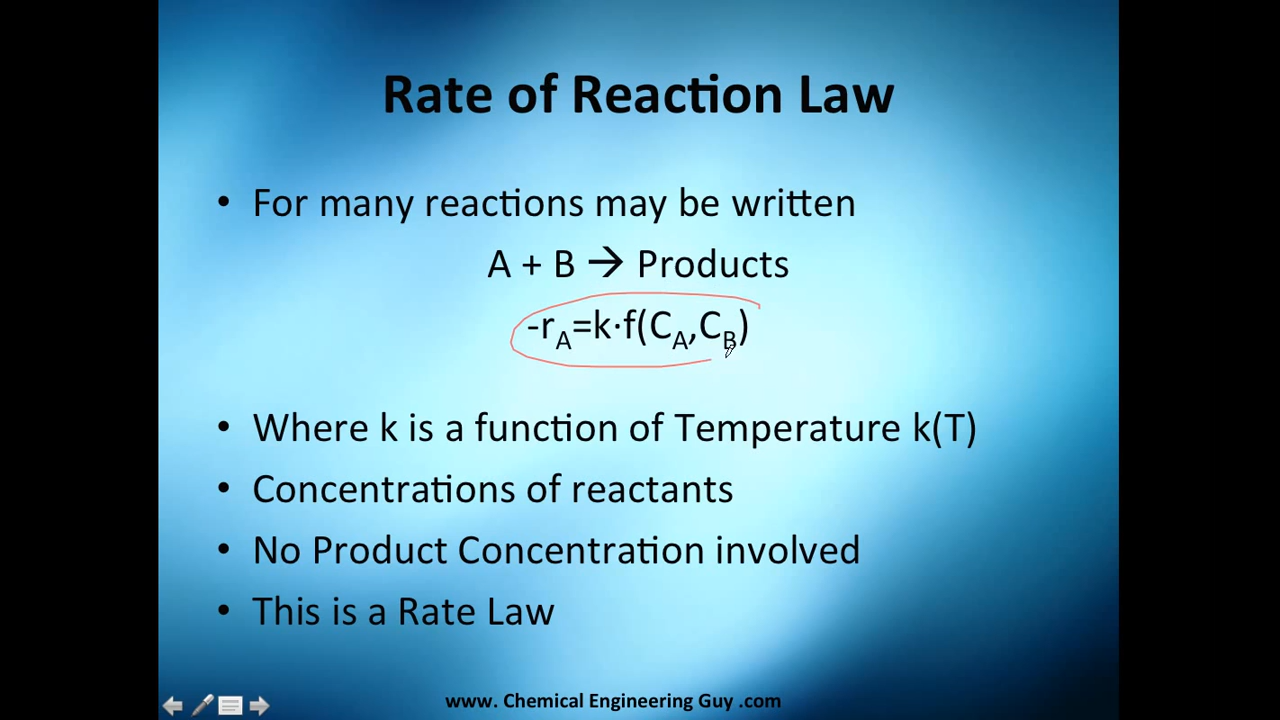 Rate of Reaction Law
• For many reactions may be written
A + B → Products
-rA=k·f(CA,CB)
• Where k is a function of Temperature k(T)
• Concentrations of reactants
• No Product Concentration involved
• This is a Rate Law
www. Chemical Engineering Guy .com